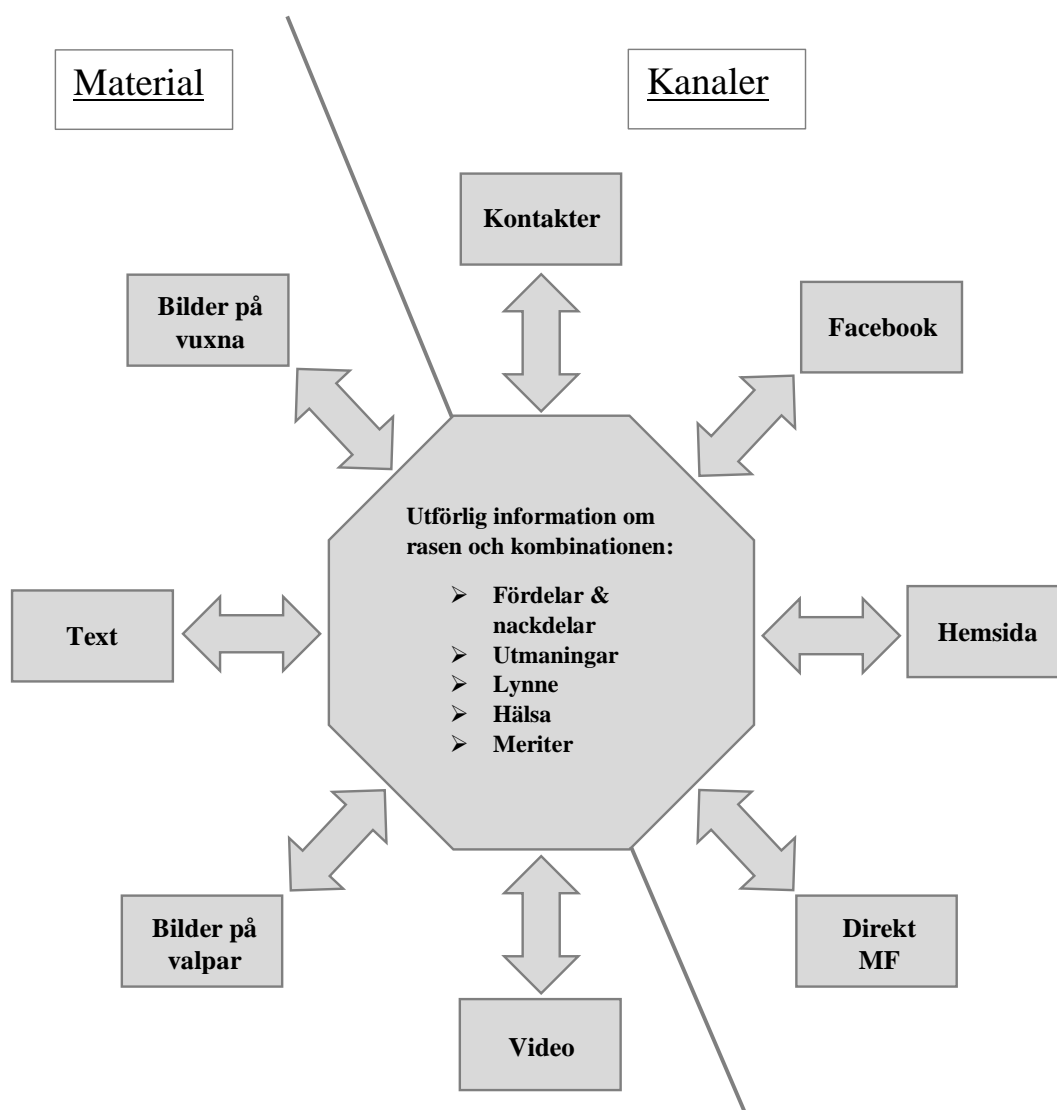 Material
Kanaler
Kontakter
Bilder på
vuxna
Facebook
Utförlig information om
rasen och kombinationen:
➢ Fördelar &
nackdelar
➢ Utmaningar
➢ Lynne
➢ Hälsa
➢ Meriter
Text
Hemsida
Bilder på
valpar
Direkt
MF
Video